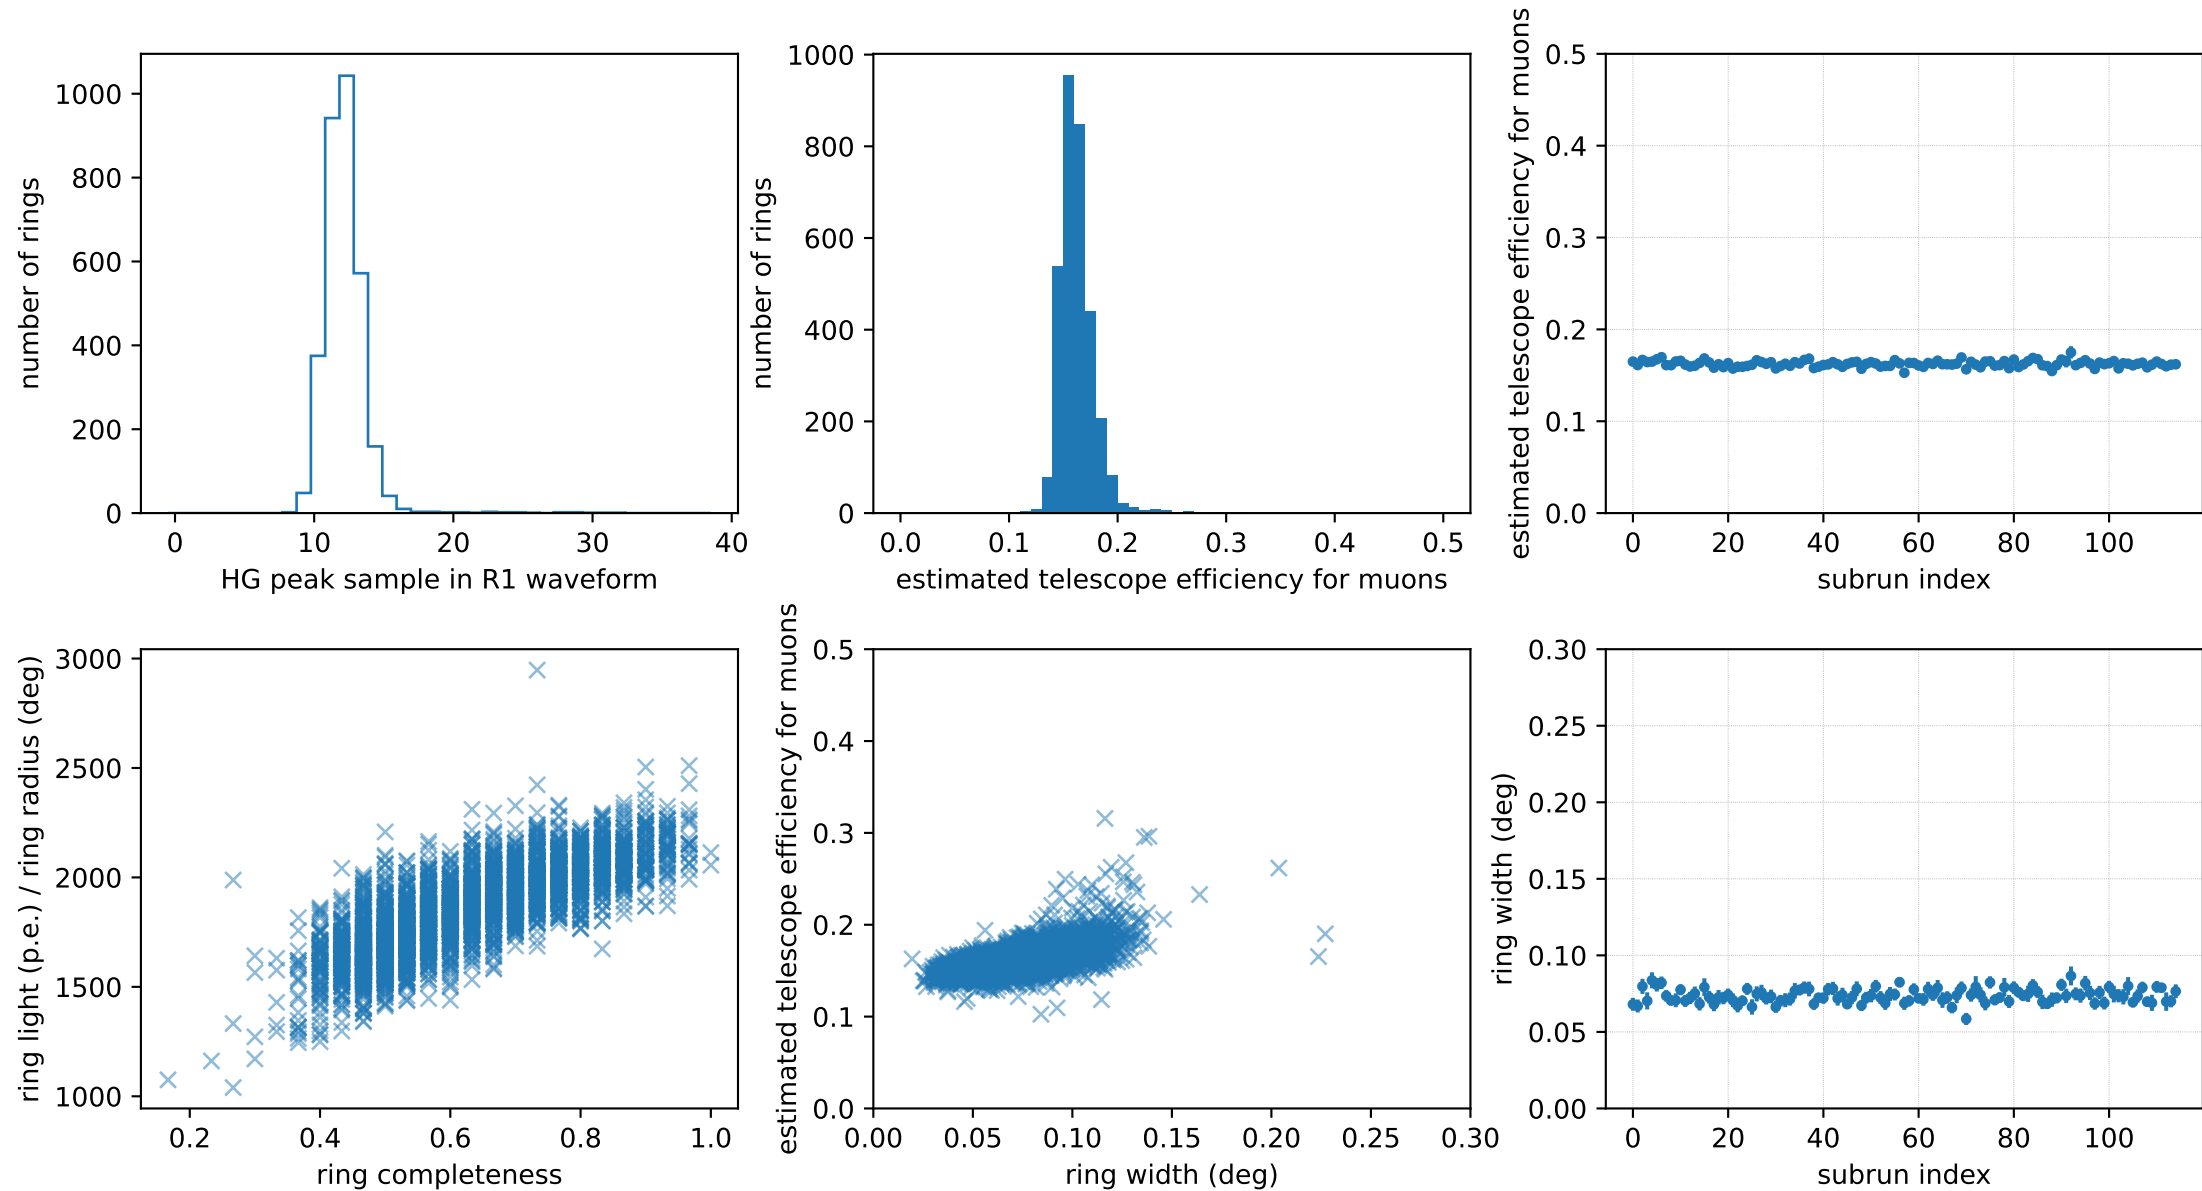 number of rings
1000
800
600
400
200
0
0 10 20 30 40
HG peak sample in R1 waveform
number of rings
1000
800
600
400
200
0
0.0 0.1 0.2 0.3 0.4 0.5
estimated telescope efficiency for muons
estimated telescope efficiency for muons
0.5
0.4
0.3
0.2
0.1
0.0
0 20 40 60 80 100
subrun index
ring light (p.e.) / ring radius (deg)
3000
2500
2000
1500
1000
0.2 0.4 0.6 0.8 1.0
ring completeness
estimated telescope efficiency for muons
0.5
0.4
0.3
0.2
0.1
0.0
0.00 0.05 0.10 0.15 0.20 0.25 0.30
ring width (deg)
ring width (deg)
0.30
0.25
0.20
0.15
0.10
0.05
0.00
0 20 40 60 80 100
subrun index